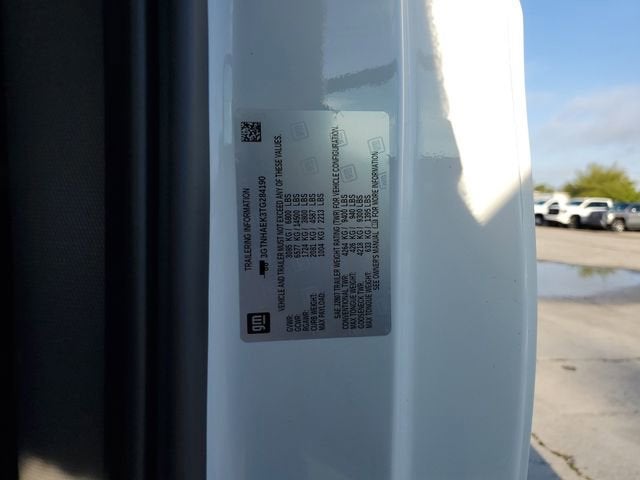 TRAILERING INFORMATION
3GTNHAEK3TG284190
VEHICLE AND TRAILER MUST NOT EXCEED ANY OF THESE VALUES.
GVWR: 3085 KG / 6800 LBS
GCWR: 6577 KG / 14500 LBS
RGAWR: 1724 KG / 3800 LBS
CURB WEIGHT: 2081 KG / 4587 LBS
MAX PAYLOAD: 1004 KG / 2213 LBS
SAE J2807 TRAILER WEIGHT RATING (TWR) FOR VEHICLE CONFIGURATION.
CONVENTIONAL TWR: 4264 KG / 9400 LBS
MAX TONGUE WEIGHT: 426 KG / 940 LBS
GOOSENECK TWR: 4218 KG / 9300 LBS
MAX TONGUE WEIGHT: 633 KG / 1395 LBS
SEE OWNER'S MANUAL FOR MORE INFORMATION
gm